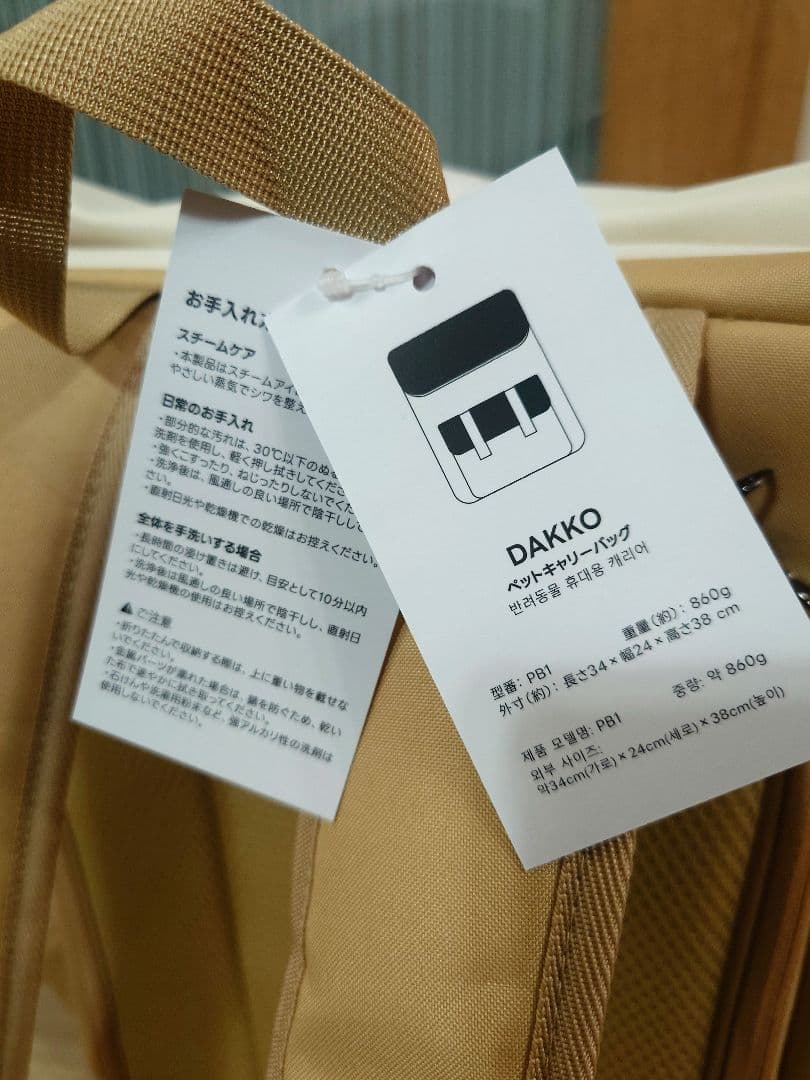 お手入れ
スチームケア
・本製品はスチームアイ
やさしい蒸気でシワを整え
日常のお手入れ
・部分的な汚れは、30℃以下のぬる
洗剤を使用し、軽く押し拭きしてくださ
・強くこすったり、ねじったりしないでくだ
さい。
・洗浄後は、風通しの良い場所で陰干しして
・直射日光や乾燥機での乾燥はお控えください。
全体を手洗いする場合
・長時間の浸け置きは避け、目安として10分以内
にしてください。
・洗浄後は風通しの良い場所で陰干しし、直射日
光や乾燥機の使用はお控えください。
⚠ ご注意
・折りたたんで収納する際は、上に重い物を載せな
いでください。
・金属パーツが濡れた場合は、錆を防ぐため、乾い
た布で速やかに拭き取ってください。
・石けんや洗濯用粉末など、強アルカリ性の洗剤は
使用しないでください。
DAKKO
ペットキャリーバッグ
반려동물 휴대용 캐리어
型番: PB1 重量(約): 860g
外寸(約): 長さ34×幅24×高さ38 cm
제품 모델명: PB1 중량: 약 860g
외부 사이즈:
약34cm(가로)×24cm(세로)×38cm(높이)